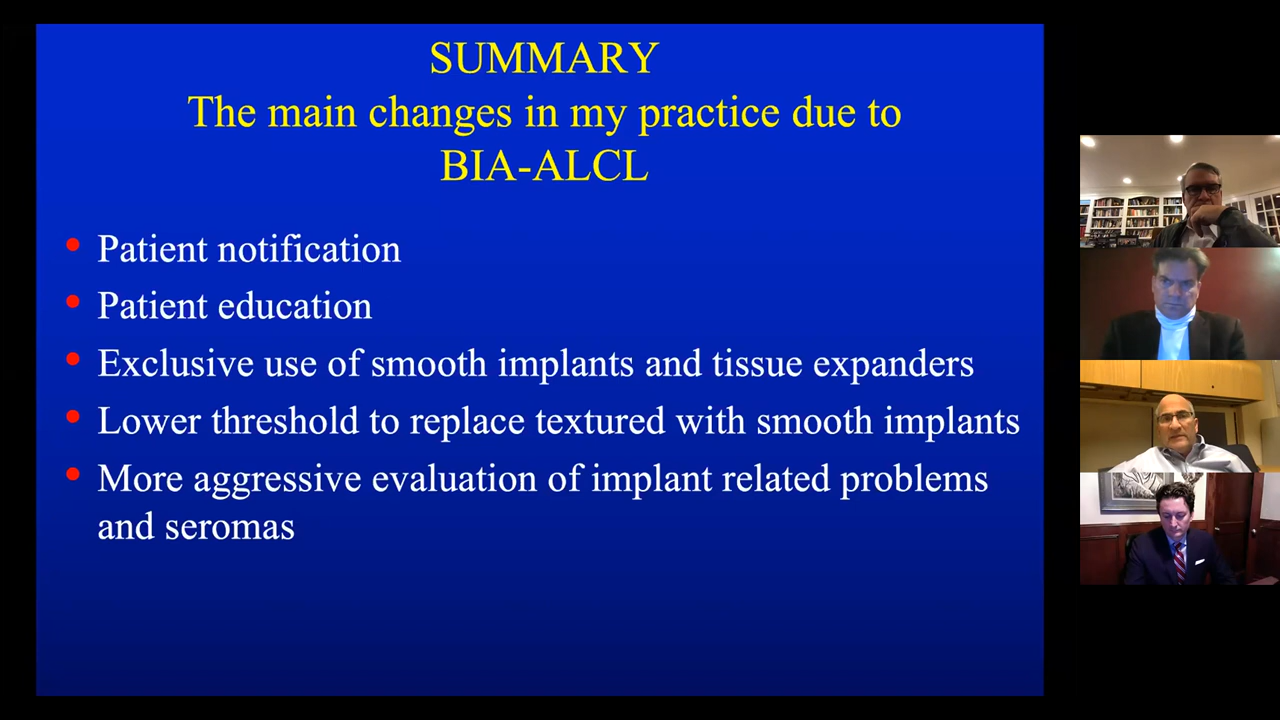 SUMMARY
The main changes in my practice due to
BIA-ALCL
• Patient notification
• Patient education
• Exclusive use of smooth implants and tissue expanders
• Lower threshold to replace textured with smooth implants
• More aggressive evaluation of implant related problems
and seromas